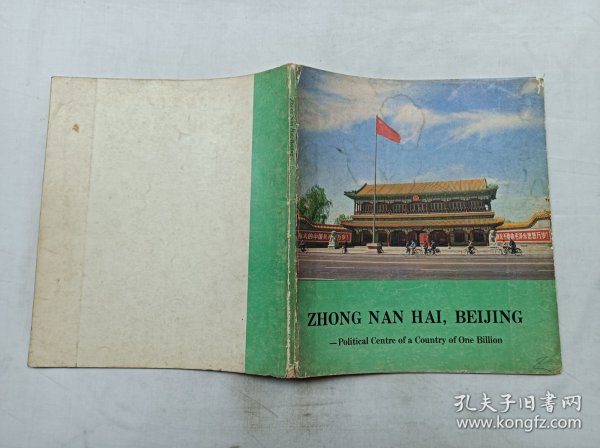 Zhong Nan Hai, Beijing
ZHONG NAN HAI, BEIJING
—Political Centre of a Country of One Billion
孔夫子旧书网
www.kongfz.com